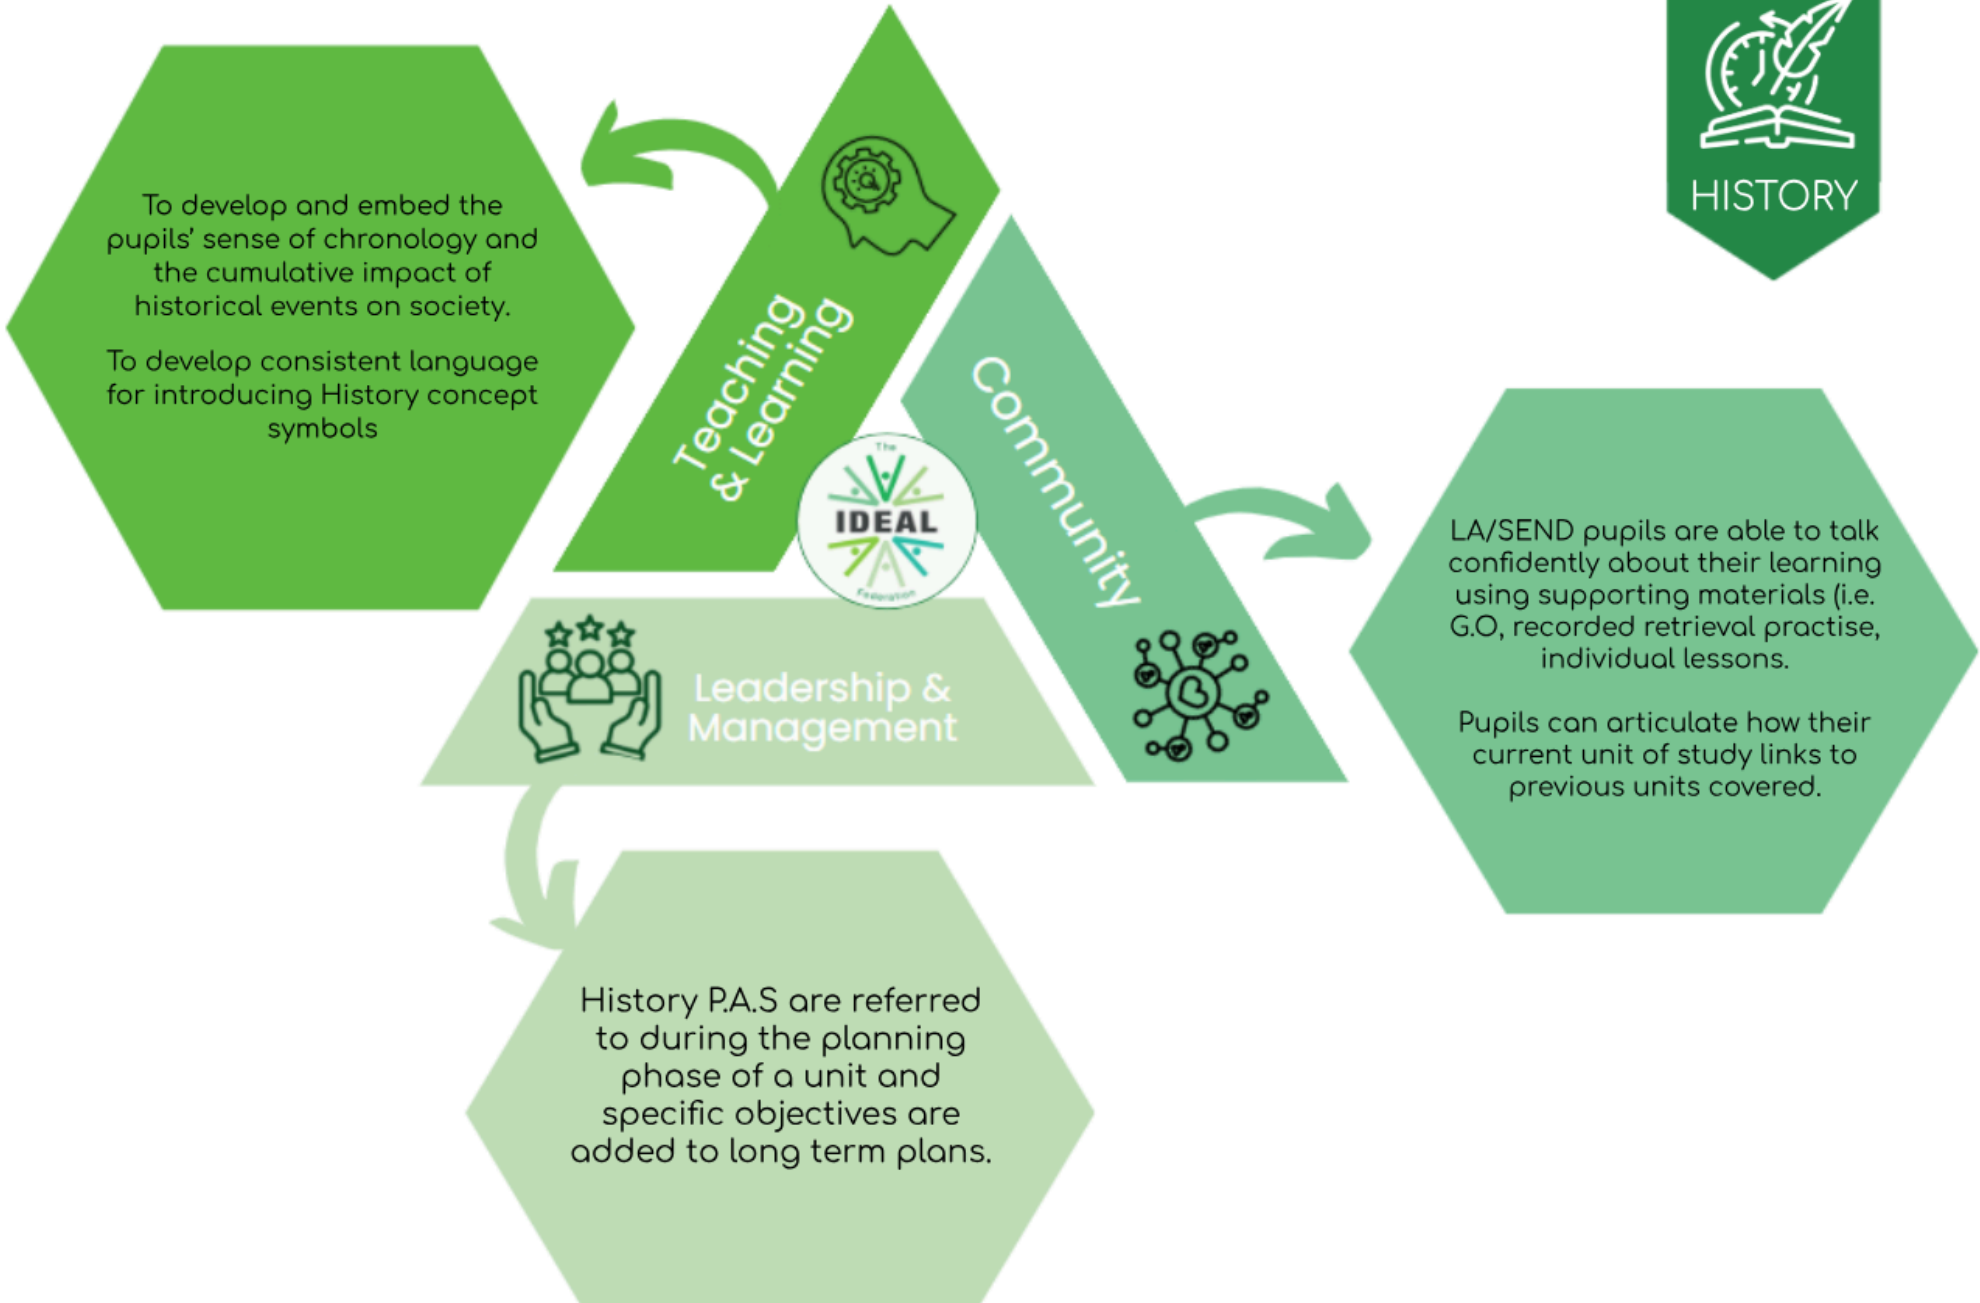 HISTORY
To develop and embed the
pupils’ sense of chronology and
the cumulative impact of
historical events on society.
To develop consistent language
for introducing History concept
symbols
Teaching
& Learning
Community
The
IDEAL
Federation
Leadership &
Management
LA/SEND pupils are able to talk
confidently about their learning
using supporting materials (i.e.
G.O, recorded retrieval practise,
individual lessons.
Pupils can articulate how their
current unit of study links to
previous units covered.
History P.A.S are referred
to during the planning
phase of a unit and
specific objectives are
added to long term plans.